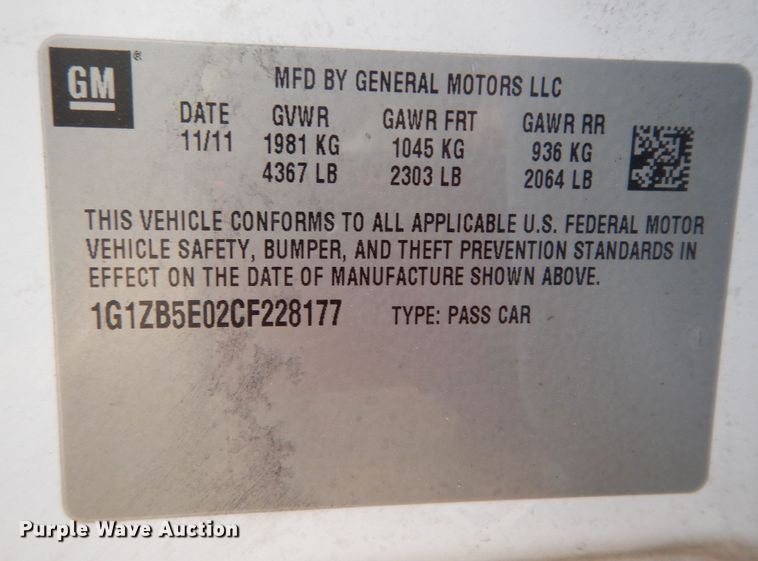 GM ®
MFD BY GENERAL MOTORS LLC
DATE GVWR GAWR FRT GAWR RR
11/11 1981 KG 1045 KG 936 KG
4367 LB 2303 LB 2064 LB
THIS VEHICLE CONFORMS TO ALL APPLICABLE U.S. FEDERAL MOTOR
VEHICLE SAFETY, BUMPER, AND THEFT PREVENTION STANDARDS IN
EFFECT ON THE DATE OF MANUFACTURE SHOWN ABOVE.
1G1ZB5E02CF228177 TYPE: PASS CAR
Purple Wave Auction